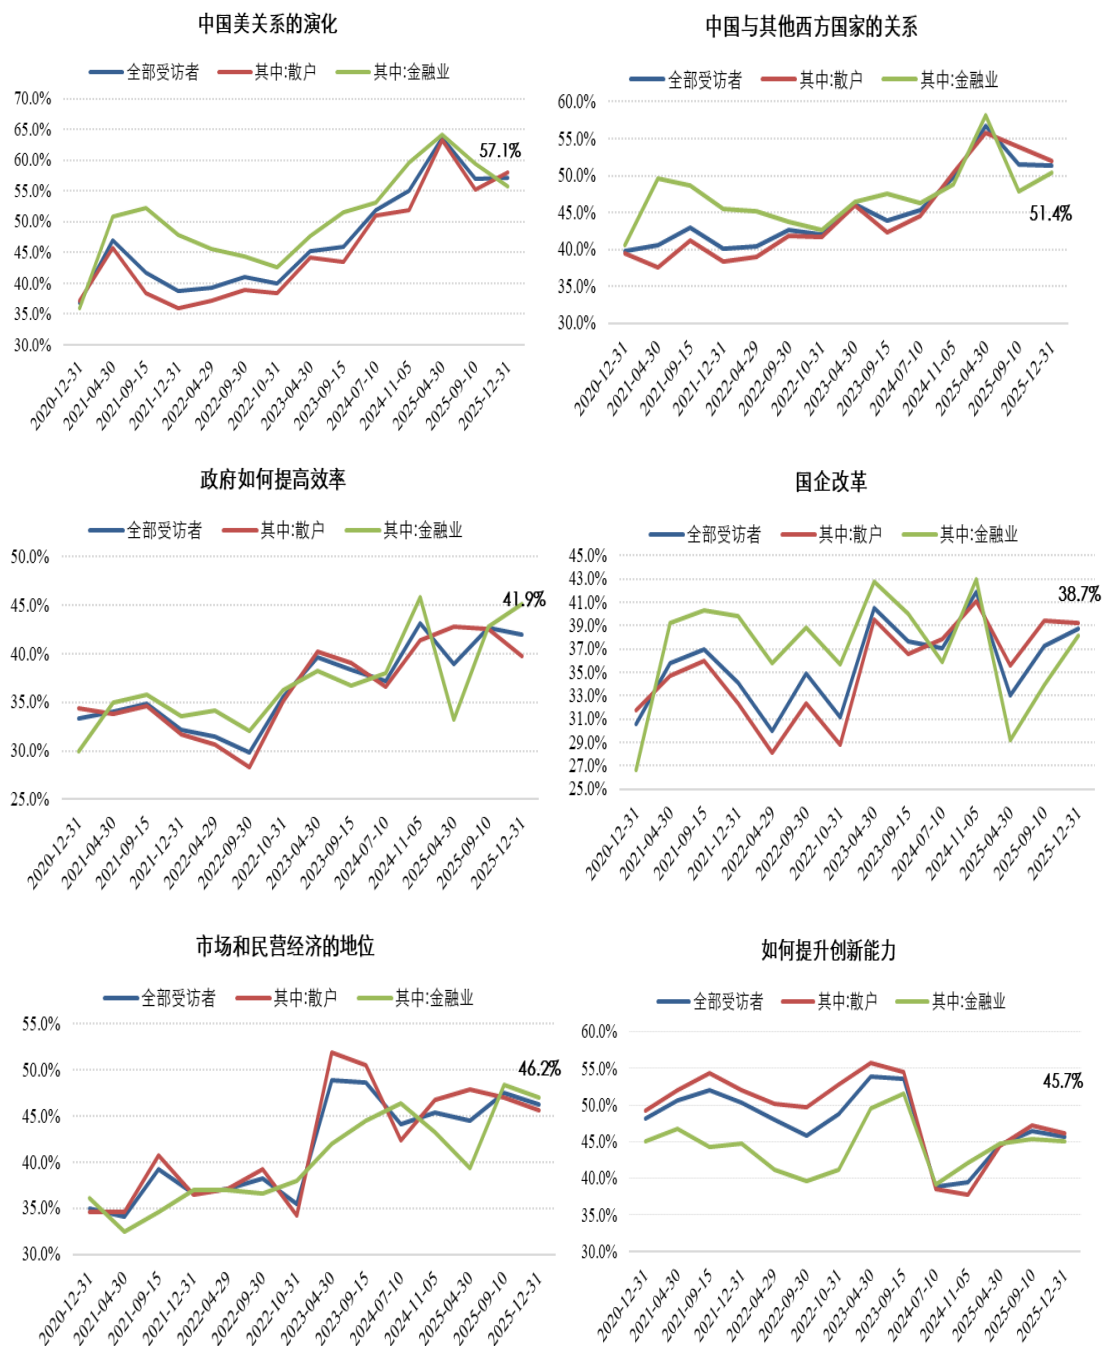 中国美关系的演化
全部受访者 其中:散户 其中:金融业
70.0%
65.0%
60.0%
55.0%
50.0%
45.0%
40.0%
35.0%
30.0%
57.1%
2020-12-31 2021-04-30 2021-09-15 2021-12-31 2022-04-29 2022-09-30 2022-10-31 2023-04-30 2023-09-15 2024-07-10 2024-11-05 2025-04-30 2025-09-10 2025-12-31
中国与其他西方国家的关系
全部受访者 其中:散户 其中:金融业
60.0%
55.0%
50.0%
45.0%
40.0%
35.0%
30.0%
51.4%
2020-12-31 2021-04-30 2021-09-15 2021-12-31 2022-04-29 2022-09-30 2022-10-31 2023-04-30 2023-09-15 2024-07-10 2024-11-05 2025-04-30 2025-09-10 2025-12-31
政府如何提高效率
全部受访者 其中:散户 其中:金融业
50.0%
45.0%
40.0%
35.0%
30.0%
25.0%
41.9%
2020-12-31 2021-04-30 2021-09-15 2021-12-31 2022-04-29 2022-09-30 2022-10-31 2023-04-30 2023-09-15 2024-07-10 2024-11-05 2025-04-30 2025-09-10 2025-12-31
国企改革
全部受访者 其中:散户 其中:金融业
45.0%
43.0%
41.0%
39.0%
37.0%
35.0%
33.0%
31.0%
29.0%
27.0%
25.0%
38.7%
2020-12-31 2021-04-30 2021-09-15 2021-12-31 2022-04-29 2022-09-30 2022-10-31 2023-04-30 2023-09-15 2024-07-10 2024-11-05 2025-04-30 2025-09-10 2025-12-31
市场和民营经济的地位
全部受访者 其中:散户 其中:金融业
55.0%
50.0%
45.0%
40.0%
35.0%
30.0%
46.2%
2020-12-31 2021-04-30 2021-09-15 2021-12-31 2022-04-29 2022-09-30 2022-10-31 2023-04-30 2023-09-15 2024-07-10 2024-11-05 2025-04-30 2025-09-10 2025-12-31
如何提升创新能力
全部受访者 其中:散户 其中:金融业
60.0%
55.0%
50.0%
45.0%
40.0%
35.0%
30.0%
45.7%
2020-12-31 2021-04-30 2021-09-15 2021-12-31 2022-04-29 2022-09-30 2022-10-31 2023-04-30 2023-09-15 2024-07-10 2024-11-05 2025-04-30 2025-09-10 2025-12-31